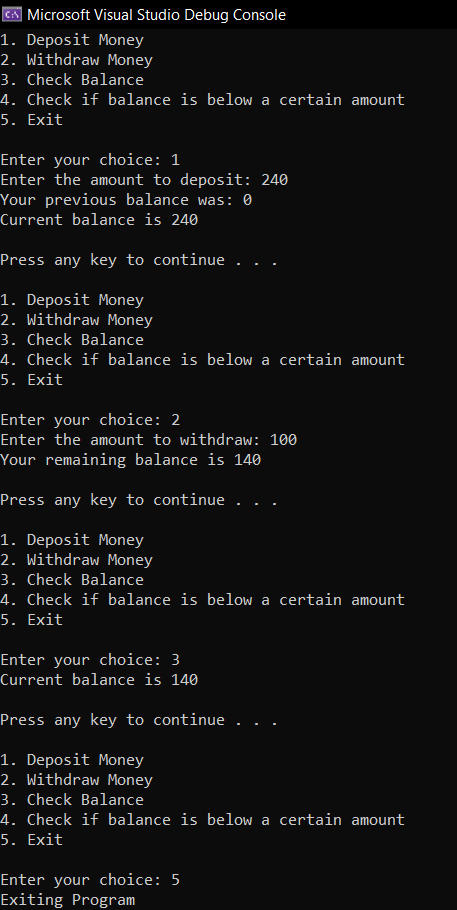 C:\ Microsoft Visual Studio Debug Console
1. Deposit Money
2. Withdraw Money
3. Check Balance
4. Check if balance is below a certain amount
5. Exit
Enter your choice: 1
Enter the amount to deposit: 240
Your previous balance was: 0
Current balance is 240
Press any key to continue . . .
1. Deposit Money
2. Withdraw Money
3. Check Balance
4. Check if balance is below a certain amount
5. Exit
Enter your choice: 2
Enter the amount to withdraw: 100
Your remaining balance is 140
Press any key to continue . . .
1. Deposit Money
2. Withdraw Money
3. Check Balance
4. Check if balance is below a certain amount
5. Exit
Enter your choice: 3
Current balance is 140
Press any key to continue . . .
1. Deposit Money
2. Withdraw Money
3. Check Balance
4. Check if balance is below a certain amount
5. Exit
Enter your choice: 5
Exiting Program